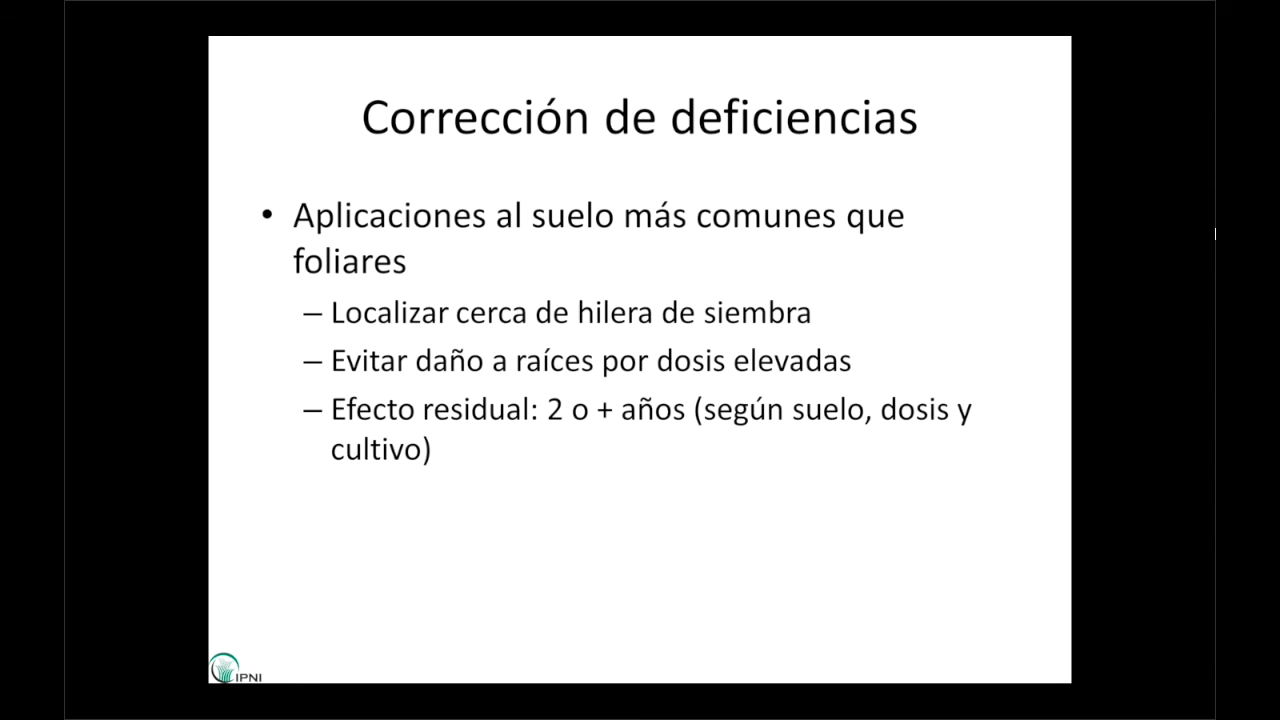 Corrección de deficiencias
• Aplicaciones al suelo más comunes que
foliares
– Localizar cerca de hilera de siembra
– Evitar daño a raíces por dosis elevadas
– Efecto residual: 2 o + años (según suelo, dosis y
cultivo)
IPNI